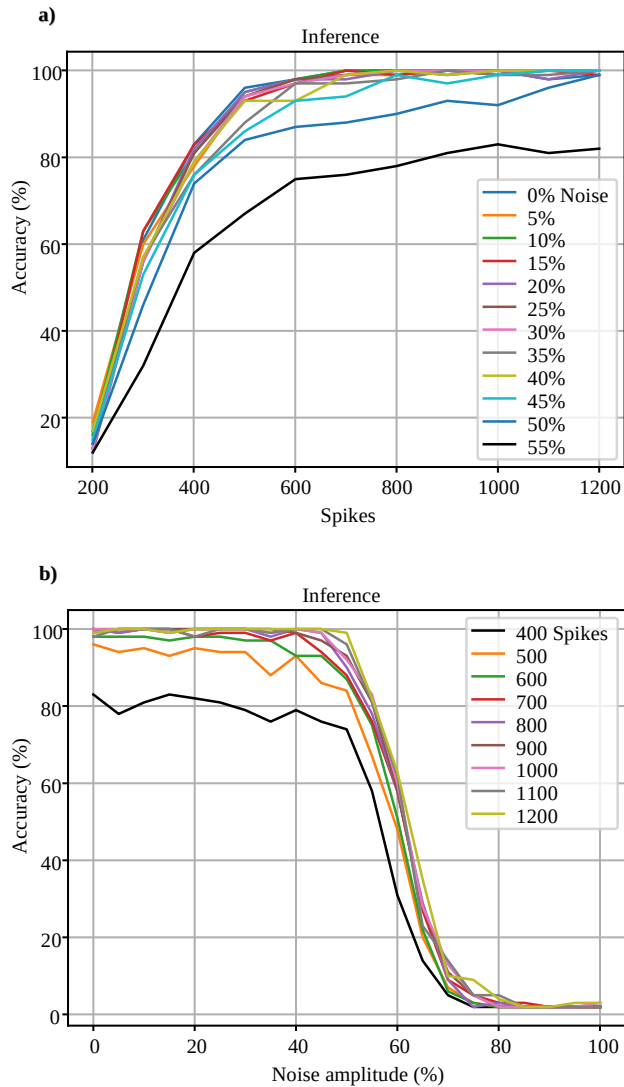 a)
Inference
100
80
60
40
20
Accuracy (%)
0% Noise
5%
10%
15%
20%
25%
30%
35%
40%
45%
50%
55%
200 400 600 800 1000 1200
Spikes
b)
Inference
100
80
60
40
20
0
Accuracy (%)
400 Spikes
500
600
700
800
900
1000
1100
1200
0 20 40 60 80 100
Noise amplitude (%)